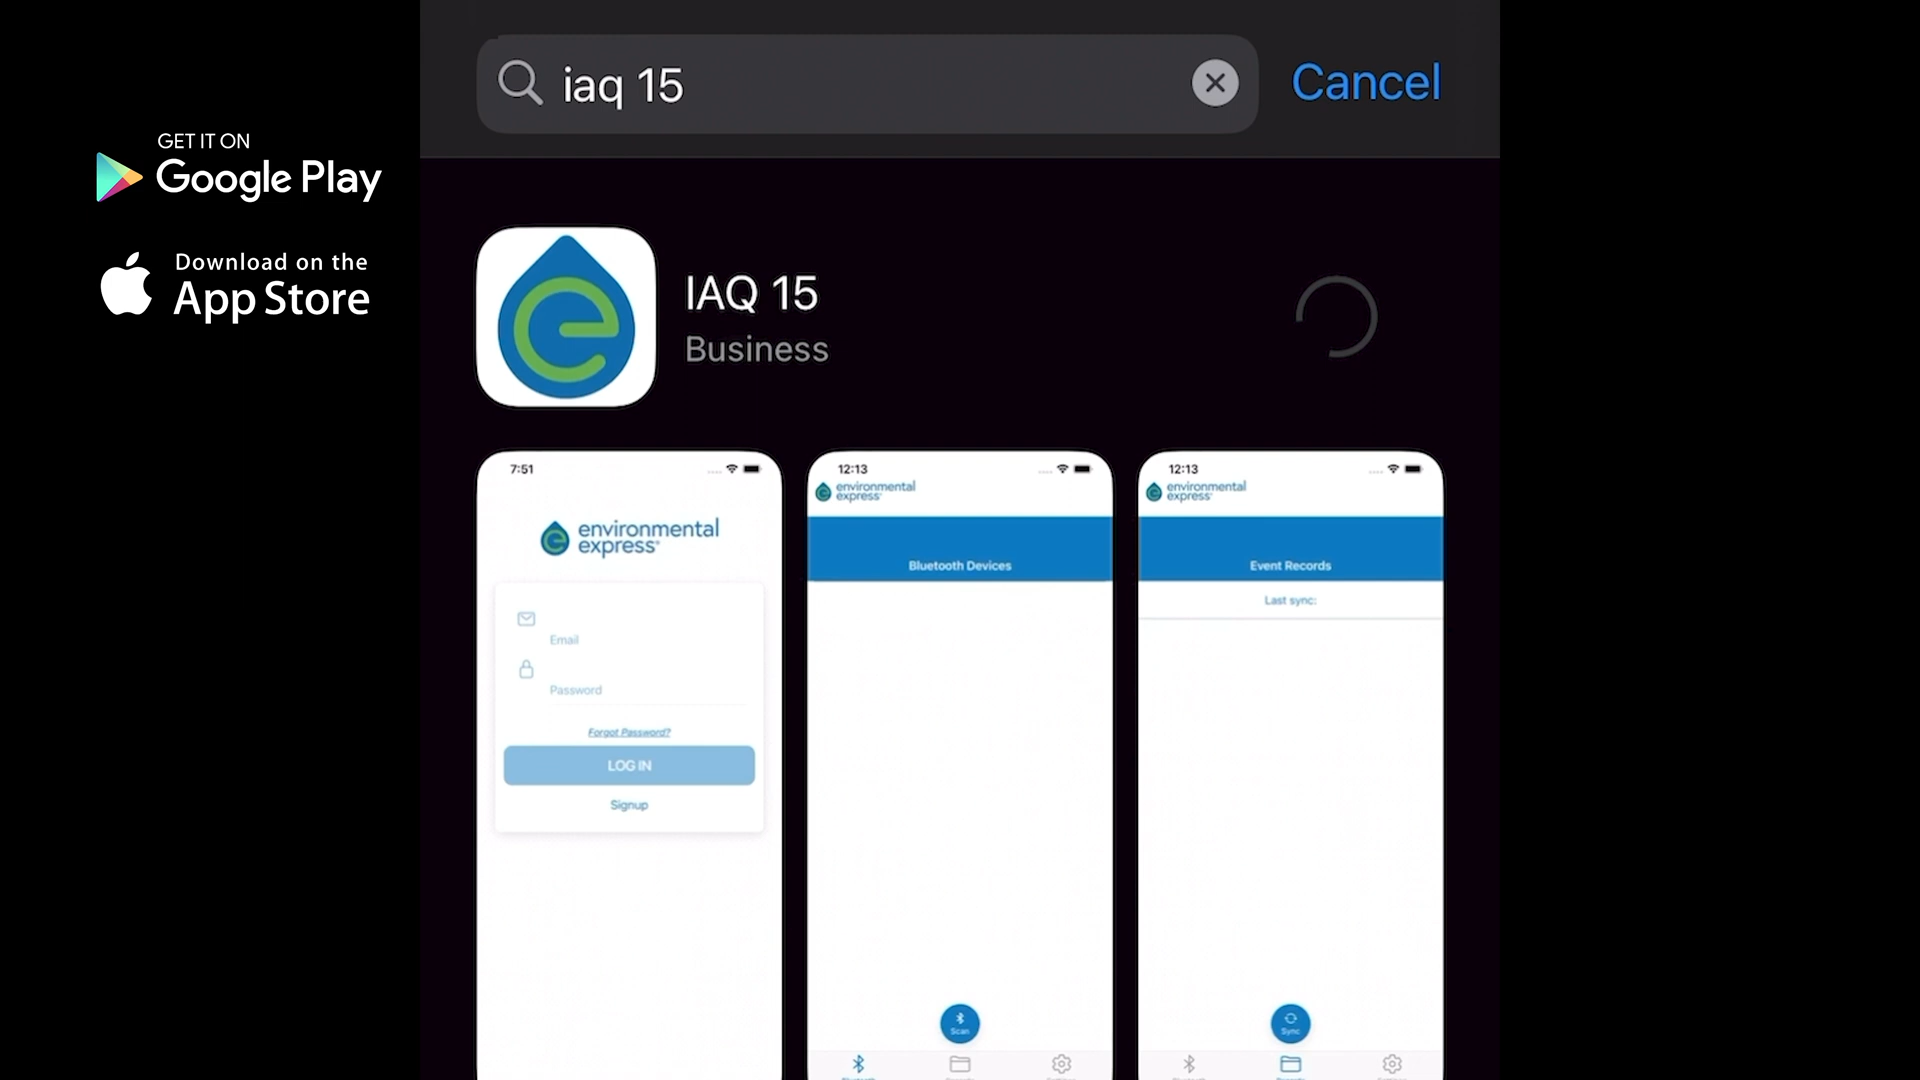 GET IT ON
Google Play
Download on the
App Store
iaq 15
Cancel
IAQ 15
Business
7:51
environmental
express
Email
Password
Forgot Password?
LOG IN
Signup
12:13
environmental
express
Bluetooth Devices
Scan
12:13
environmental
express
Event Records
Last sync:
Sync